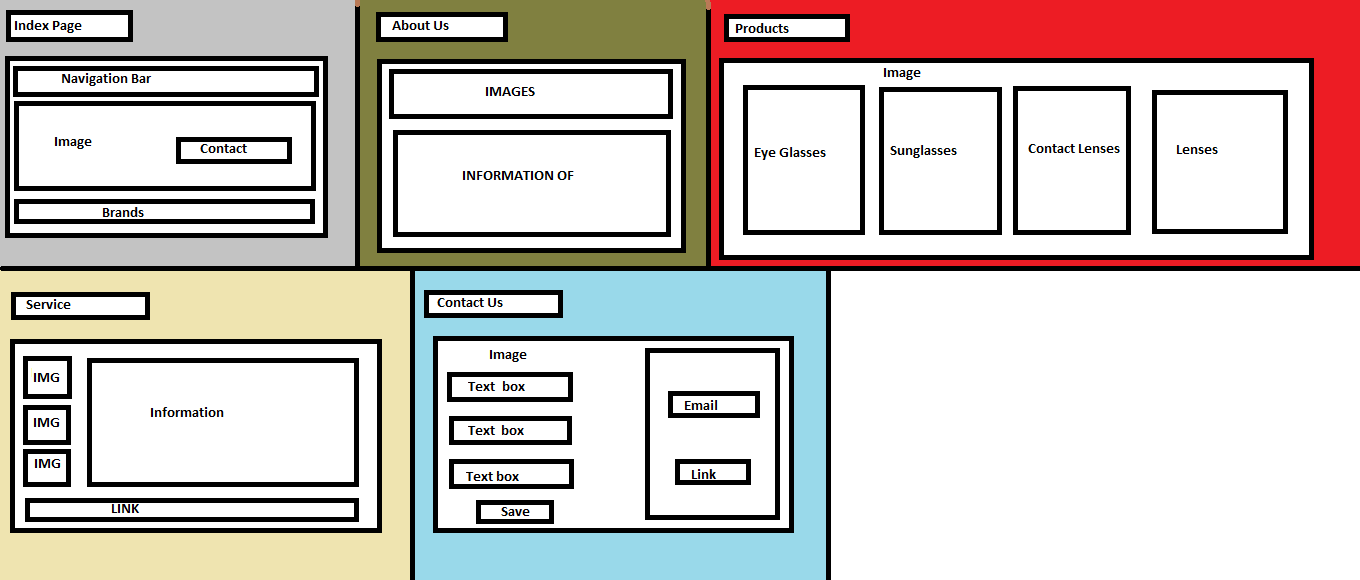 Index Page
Navigation Bar
Image
Contact
Brands
About Us
IMAGES
INFORMATION OF
Products
Image
Eye Glasses
Sunglasses
Contact Lenses
Lenses
Service
IMG
IMG
IMG
Information
LINK
Contact Us
Image
Text box
Text box
Text box
Save
Email
Link